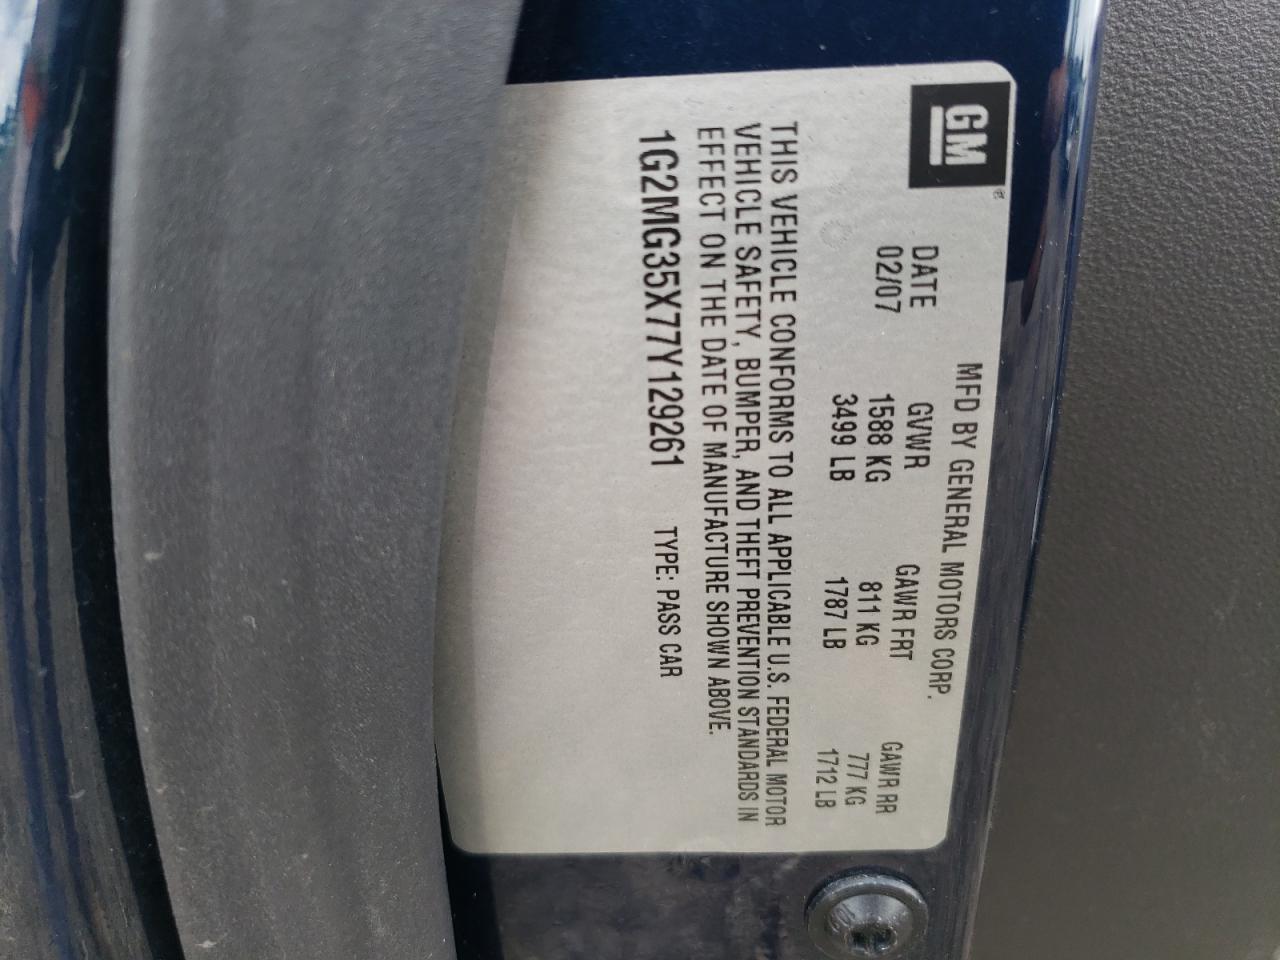 GM
MFD BY GENERAL MOTORS CORP.
DATE GVWR GAWR FRT GAWR RR
02/07 1588 KG 811 KG 777 KG
3499 LB 1787 LB 1712 LB
THIS VEHICLE CONFORMS TO ALL APPLICABLE U.S. FEDERAL MOTOR
VEHICLE SAFETY, BUMPER, AND THEFT PREVENTION STANDARDS IN
EFFECT ON THE DATE OF MANUFACTURE SHOWN ABOVE.
1G2MG35X77Y129261 TYPE: PASS CAR